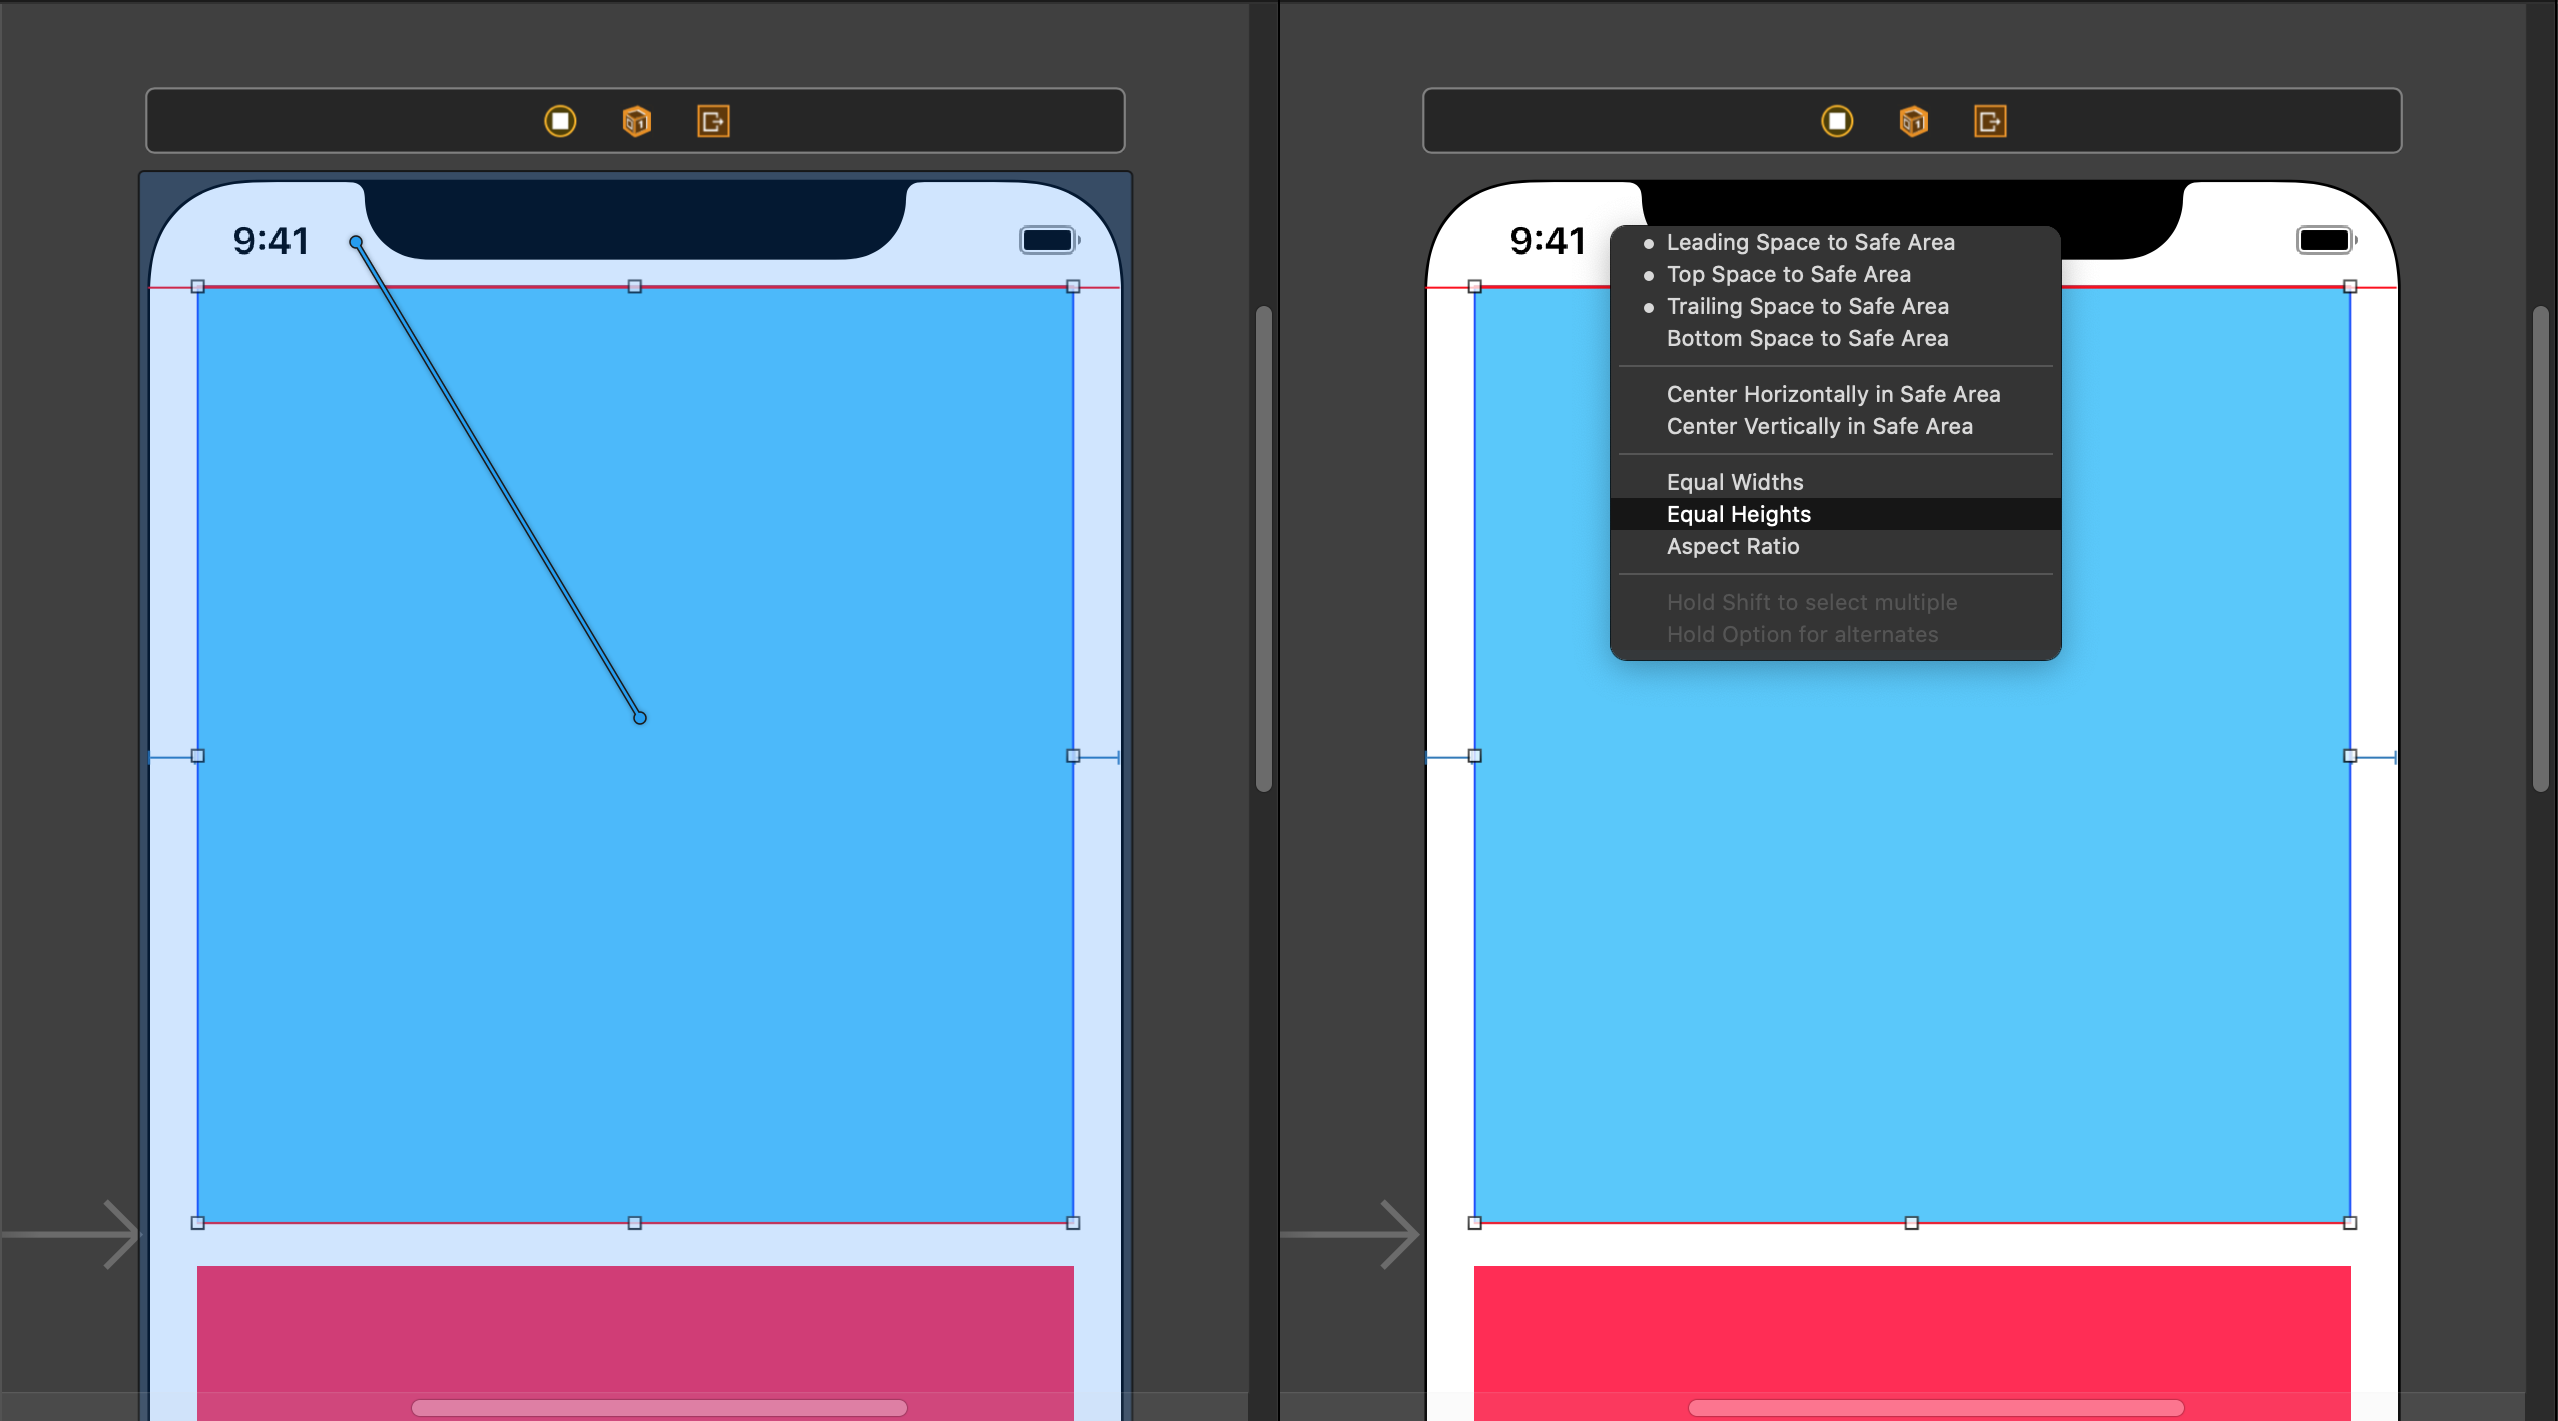 9:41
9:41
Leading Space to Safe Area
Top Space to Safe Area
Trailing Space to Safe Area
Bottom Space to Safe Area
Center Horizontally in Safe Area
Center Vertically in Safe Area
Equal Widths
Equal Heights
Aspect Ratio
Hold Shift to select multiple
Hold Option for alternates